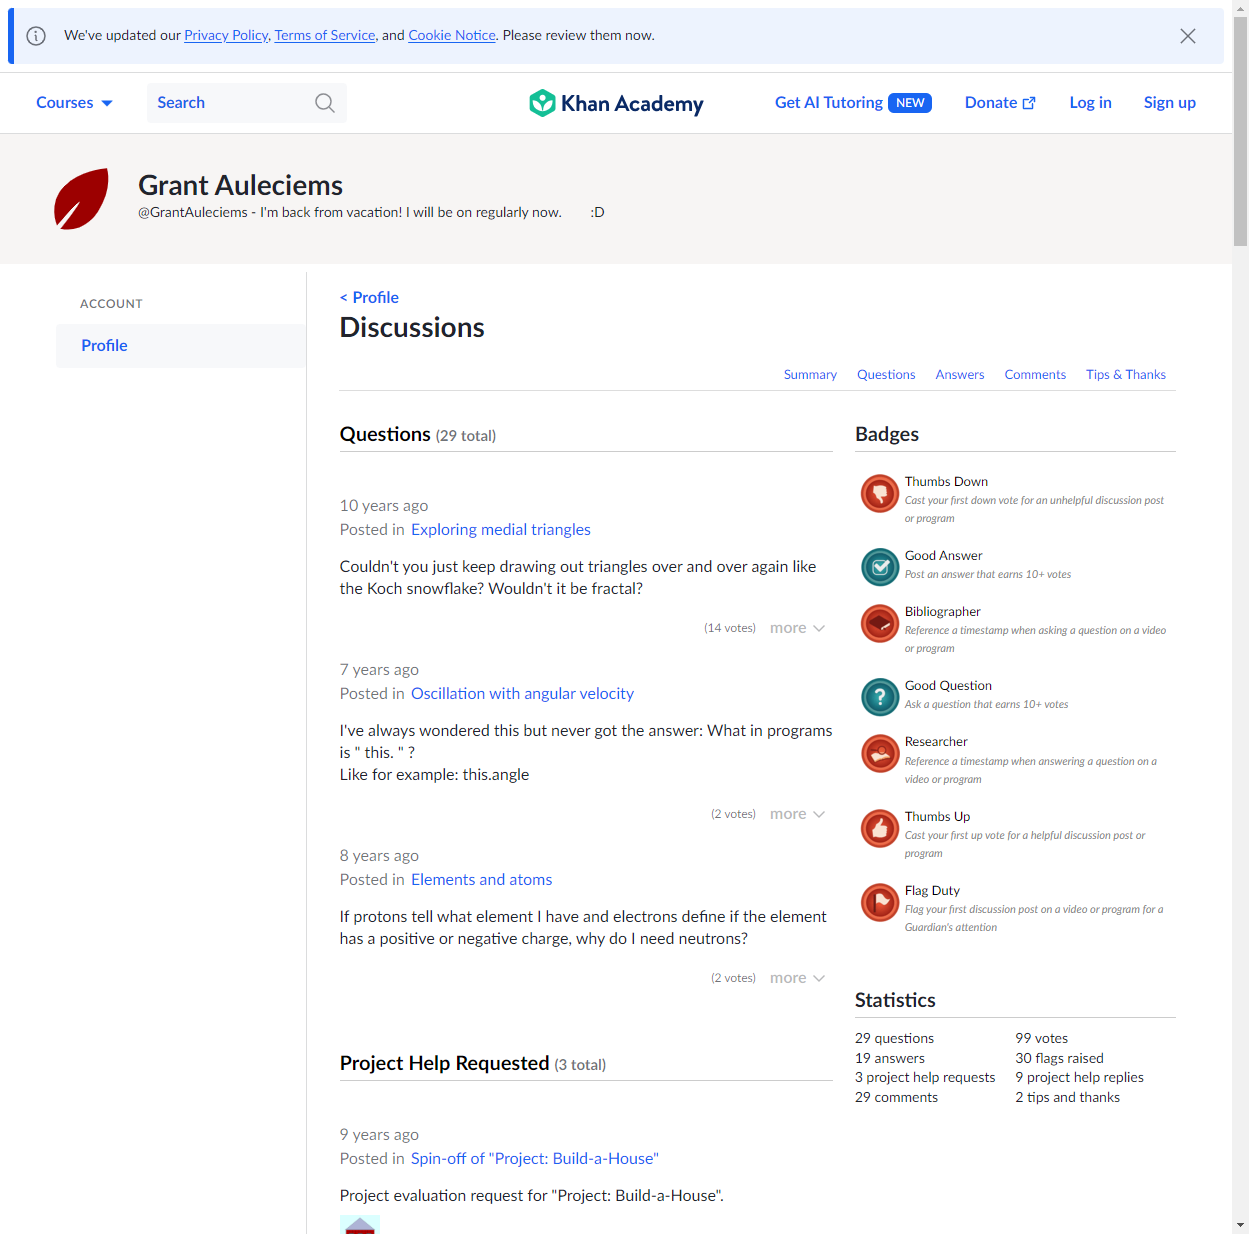 We've updated our Privacy Policy, Terms of Service, and Cookie Notice. Please review them now.
Courses
Search
Khan Academy
Get AI Tutoring NEW
Donate
Log in
Sign up
Grant Auleciems
@GrantAuleciems - I'm back from vacation! I will be on regularly now. :D
ACCOUNT
Profile
< Profile
Discussions
Summary
Questions
Answers
Comments
Tips & Thanks
Questions (29 total)
10 years ago
Posted in Exploring medial triangles
Couldn't you just keep drawing out triangles over and over again like
the Koch snowflake? Wouldn't it be fractal?
(14 votes) more
7 years ago
Posted in Oscillation with angular velocity
I've always wondered this but never got the answer: What in programs
is " this. " ?
Like for example: this.angle
(2 votes) more
8 years ago
Posted in Elements and atoms
If protons tell what element I have and electrons define if the element
has a positive or negative charge, why do I need neutrons?
(2 votes) more
Project Help Requested (3 total)
9 years ago
Posted in Spin-off of "Project: Build-a-House"
Project evaluation request for "Project: Build-a-House".
Badges
Thumbs Down
Cast your first down vote for an unhelpful discussion post
or program
Good Answer
Post an answer that earns 10+ votes
Bibliographer
Reference a timestamp when asking a question on a video
or program
Good Question
Ask a question that earns 10+ votes
Researcher
Reference a timestamp when answering a question on a
video or program
Thumbs Up
Cast your first up vote for a helpful discussion post or
program
Flag Duty
Flag your first discussion post on a video or program for a
Guardian's attention
Statistics
29 questions
19 answers
3 project help requests
29 comments
99 votes
30 flags raised
9 project help replies
2 tips and thanks